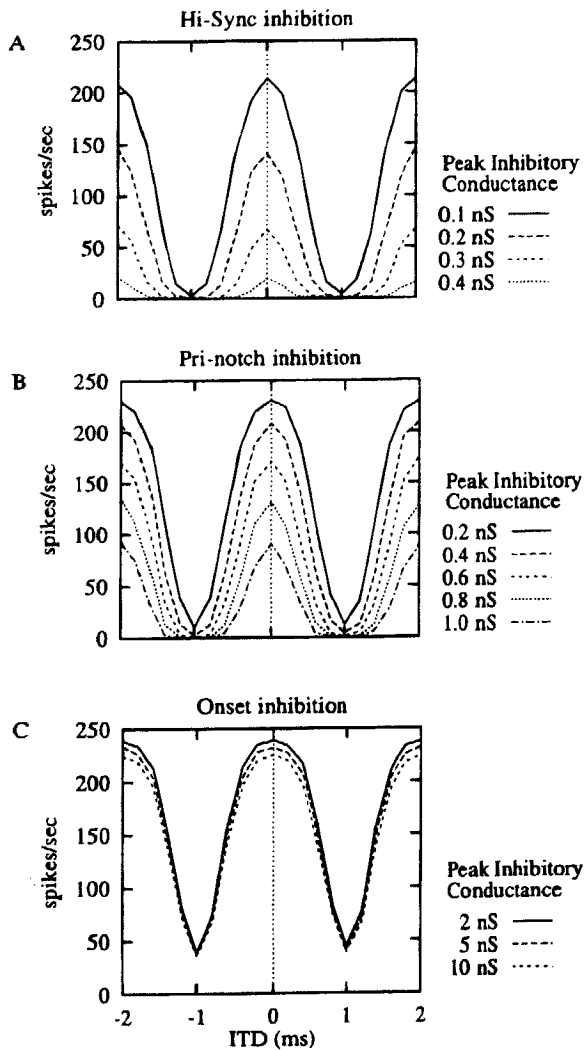 Hi-Sync inhibition
A
250
200
150
100
50
0
spikes/sec
Peak Inhibitory
Conductance
0.1 nS
0.2 nS
0.3 nS
0.4 nS
Pri-notch inhibition
B
250
200
150
100
50
0
spikes/sec
Peak Inhibitory
Conductance
0.2 nS
0.4 nS
0.6 nS
0.8 nS
1.0 nS
Onset inhibition
C
250
200
150
100
50
0
spikes/sec
Peak Inhibitory
Conductance
2 nS
5 nS
10 nS
-2 -1 0 1 2
ITD (ms)